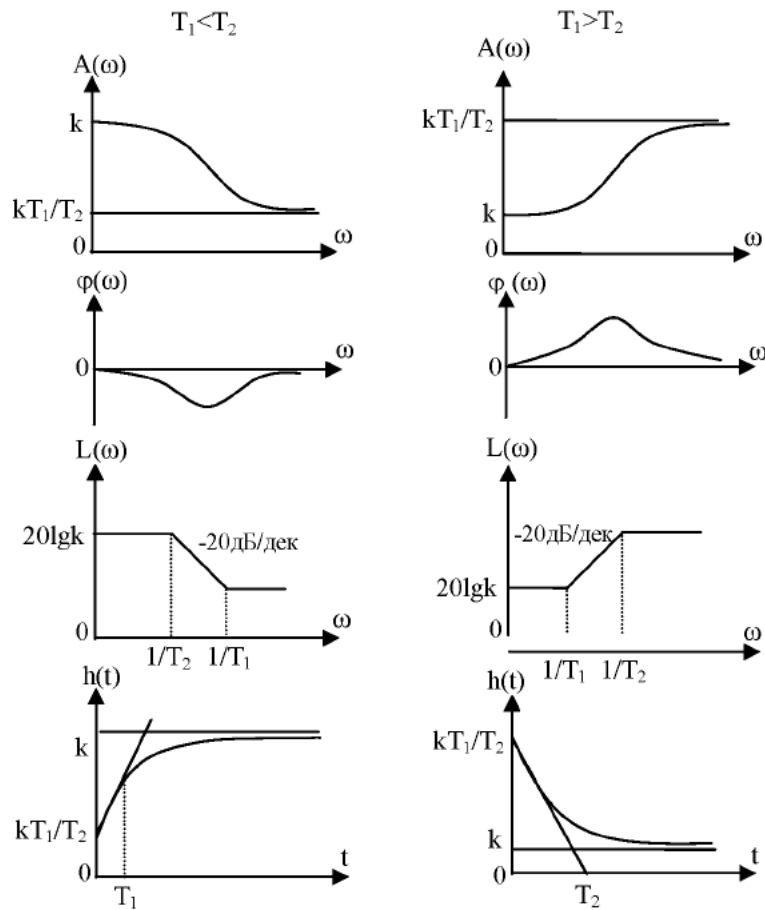 T₁<T₂
A(ω)
k
kT₁/T₂
0
ω
φ(ω)
0
ω
L(ω)
20lgk
-20дБ/дек
0
ω
1/T₂ 1/T₁
h(t)
k
kT₁/T₂
0
t
T₁
T₁>T₂
A(ω)
kT₁/T₂
k
0
ω
φ (ω)
0
ω
L(ω)
-20дБ/дек
20lgk
0
ω
1/T₁ 1/T₂
h(t)
kT₁/T₂
k
0
t
T₂